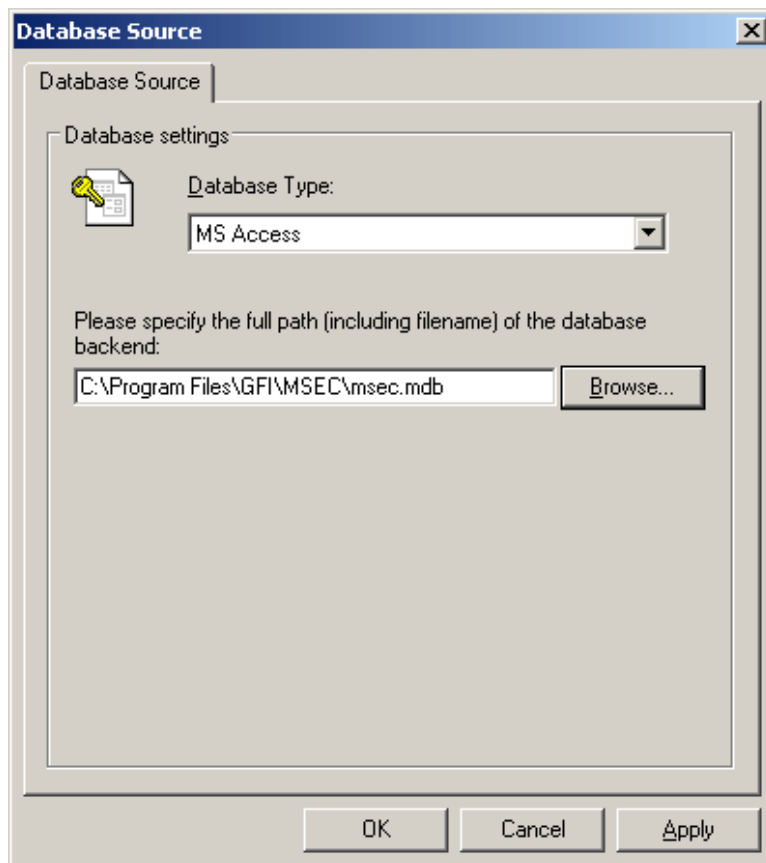 Database Source
Database Source
Database settings
Database Type:
MS Access
Please specify the full path (including filename) of the database
backend:
C:\Program Files\GFI\MSEC\msec.mdb
Browse...
OK
Cancel
Apply